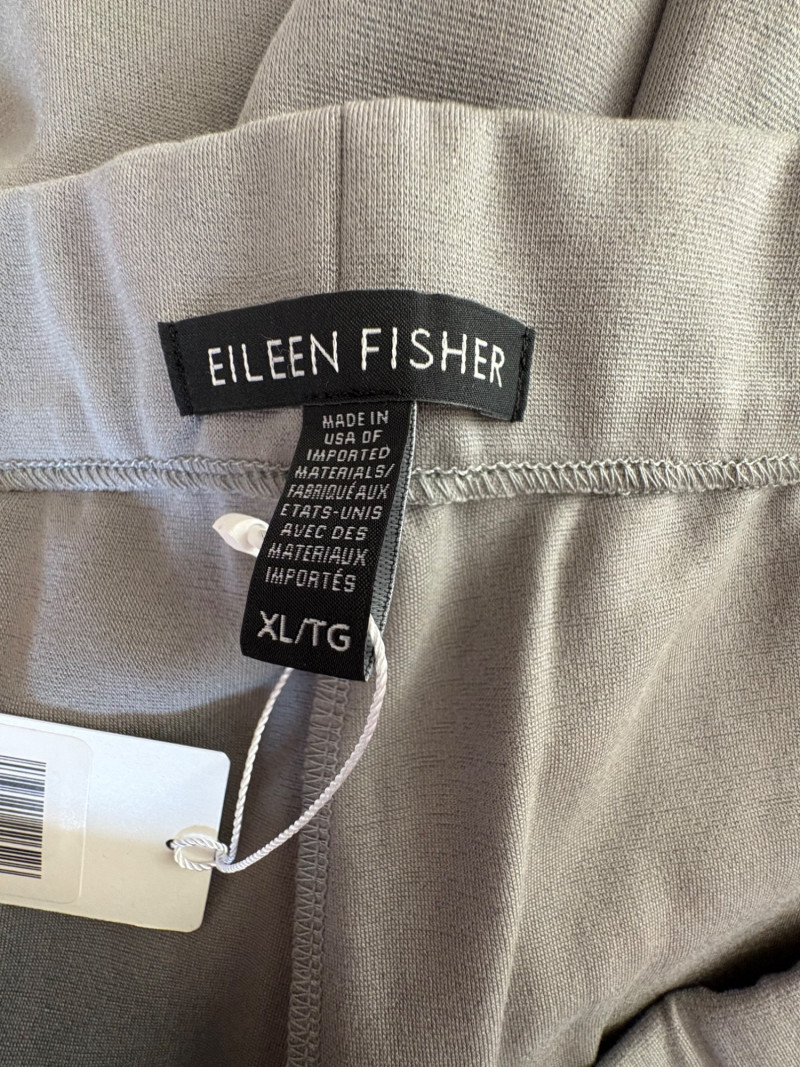 EILEEN FISHER
MADE IN
USA OF
IMPORTED
MATERIALS/
FABRIQUÉ AUX
ETATS-UNIS
AVEC DES
MATERIAUX
IMPORTÉS
XL/TG